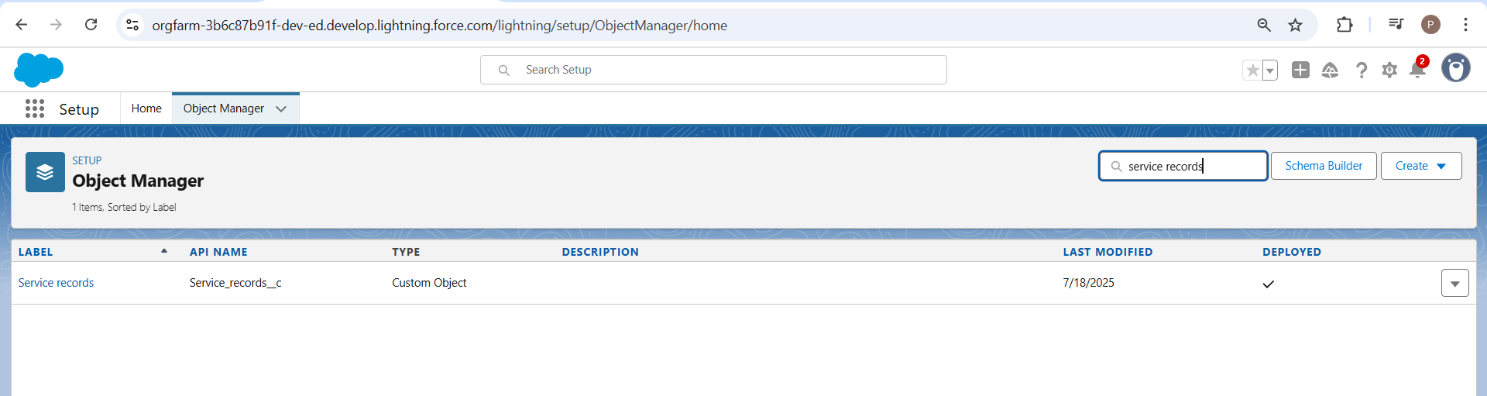 orgfarm-3b6c87b91f-dev-ed.develop.lightning.force.com/lightning/setup/ObjectManager/home
P
Search Setup
2
Setup
Home
Object Manager
SETUP
Object Manager
1 Items, Sorted by Label
service records
Schema Builder
Create
LABEL API NAME TYPE DESCRIPTION LAST MODIFIED DEPLOYED
Service records Service_records__c Custom Object 7/18/2025